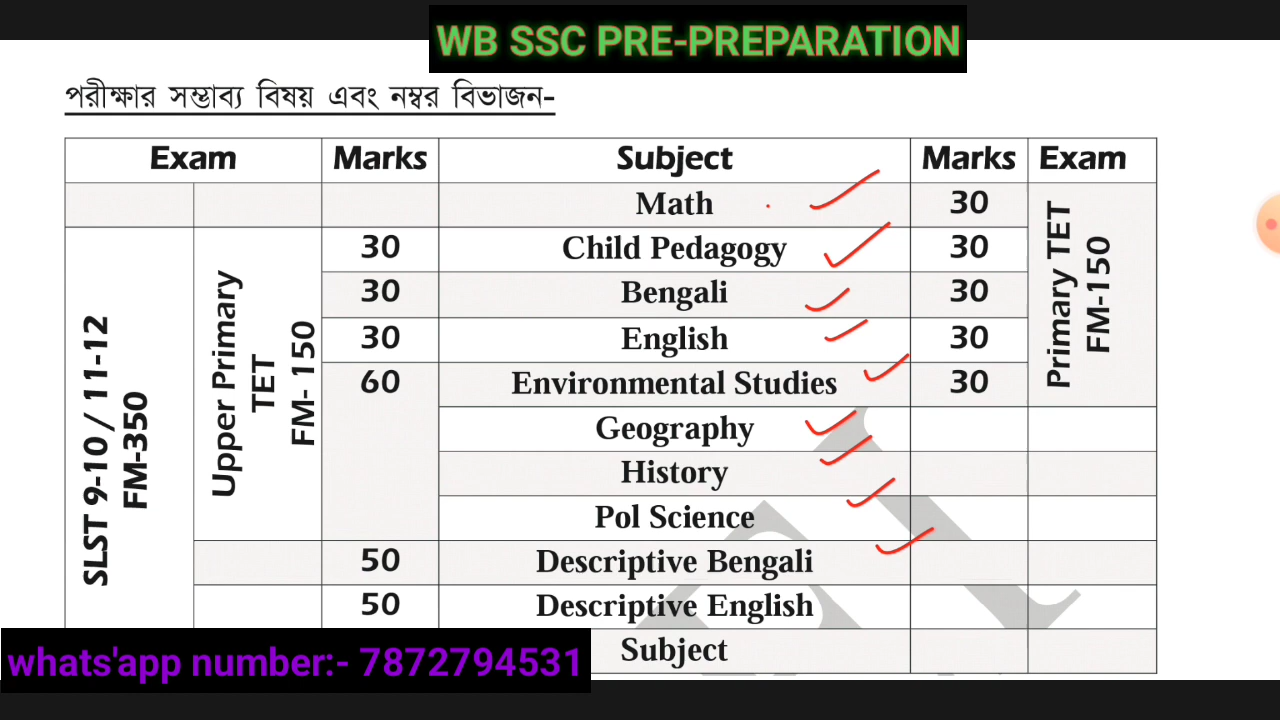 WB SSC PRE-PREPARATION
পরীক্ষার সম্ভাব্য বিষয় এবং নম্বর বিভাজন-
Exam Marks Subject Marks Exam
Math 30
30 Child Pedagogy 30
30 Bengali 30
30 English 30
60 Environmental Studies 30
Geography
History
Pol Science
50 Descriptive Bengali
50 Descriptive English
Subject
SLST 9-10 / 11-12
FM-350
Upper Primary
TET
FM- 150
Primary TET
FM-150
whats'app number:- 7872794531